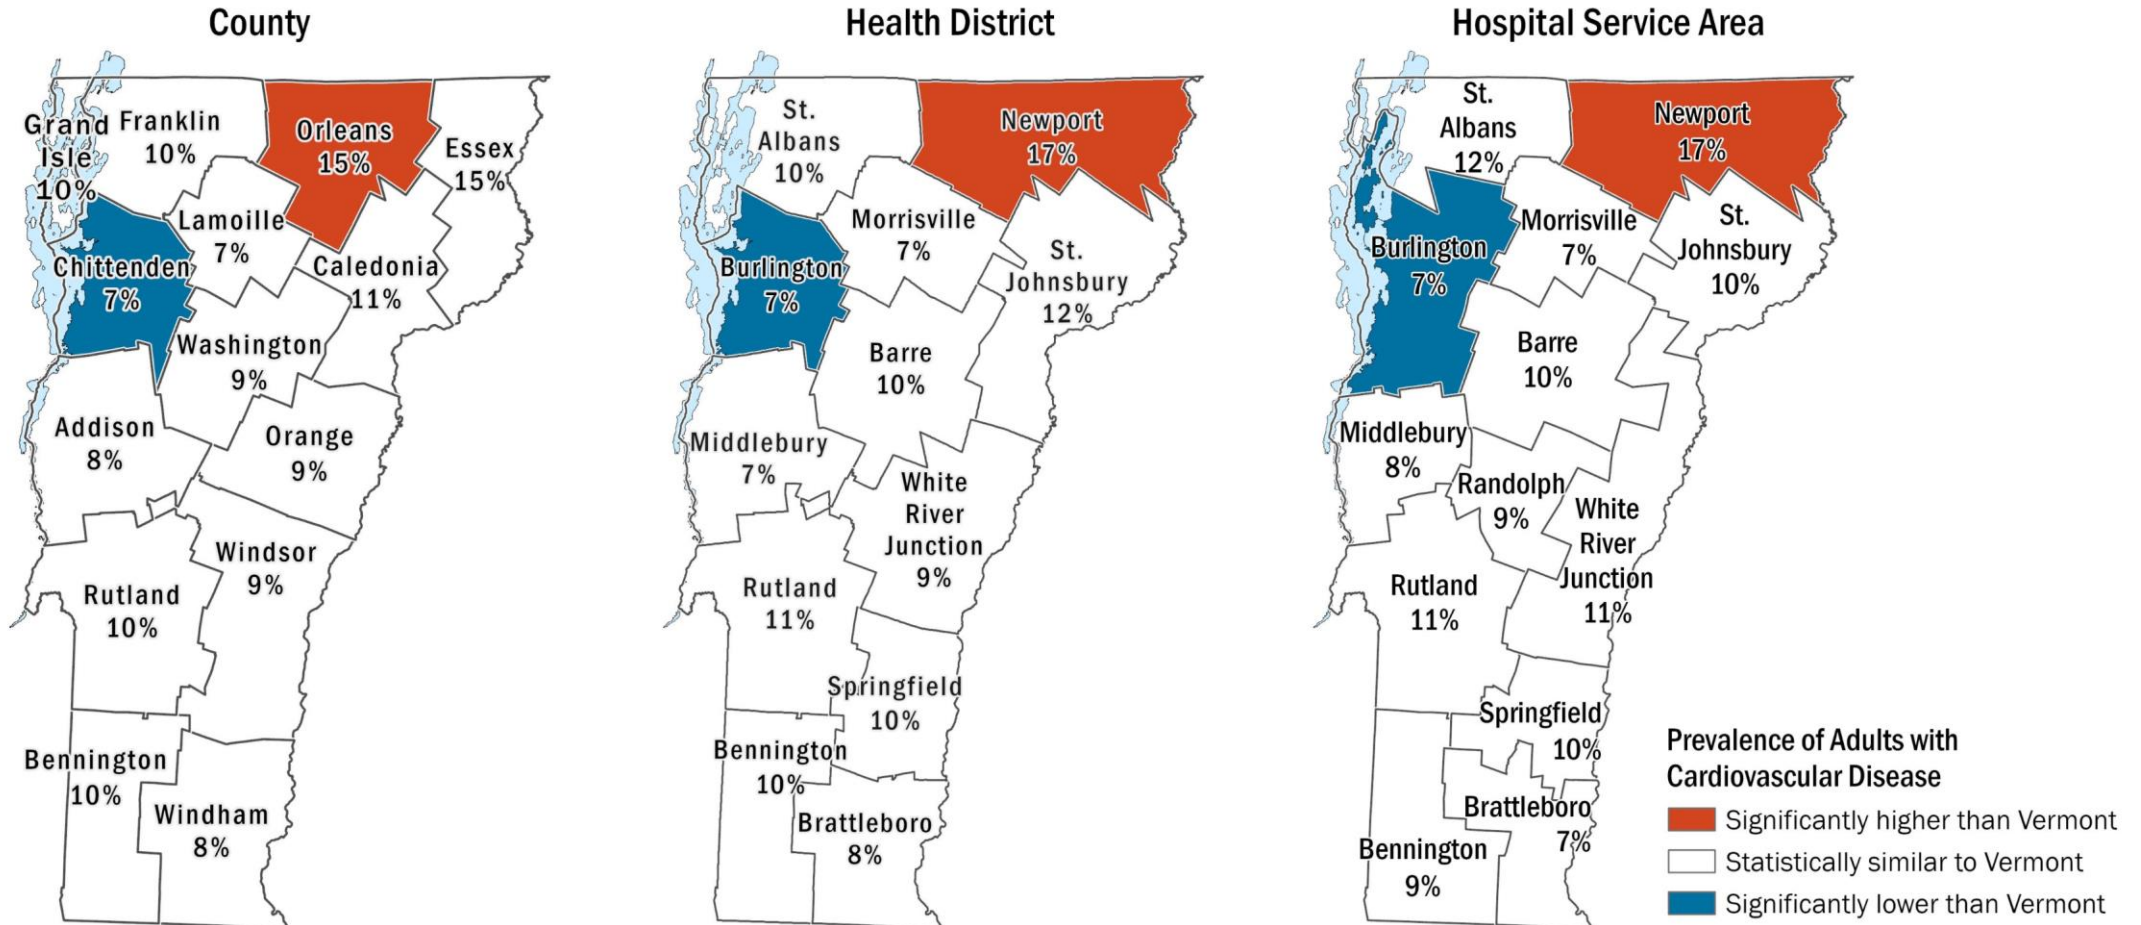 County
Grand
Isle
10%
Franklin
10%
Orleans
15%
Essex
15%
Lamoille
7%
Chittenden
7%
Caledonia
11%
Washington
9%
Addison
8%
Orange
9%
Windsor
9%
Rutland
10%
Bennington
10%
Windham
8%
Health District
St.
Albans
10%
Newport
17%
Morrisville
7%
Burlington
7%
St.
Johnsbury
12%
Barre
10%
Middlebury
7%
White
River
Junction
9%
Rutland
11%
Springfield
10%
Bennington
10%
Brattleboro
8%
Hospital Service Area
St.
Albans
12%
Newport
17%
Morrisville
7%
Burlington
7%
St.
Johnsbury
10%
Barre
10%
Middlebury
8%
Randolph
9%
White
River
Junction
11%
Rutland
11%
Springfield
10%
Brattleboro
7%
Bennington
9%
Prevalence of Adults with
Cardiovascular Disease
Significantly higher than Vermont
Statistically similar to Vermont
Significantly lower than Vermont